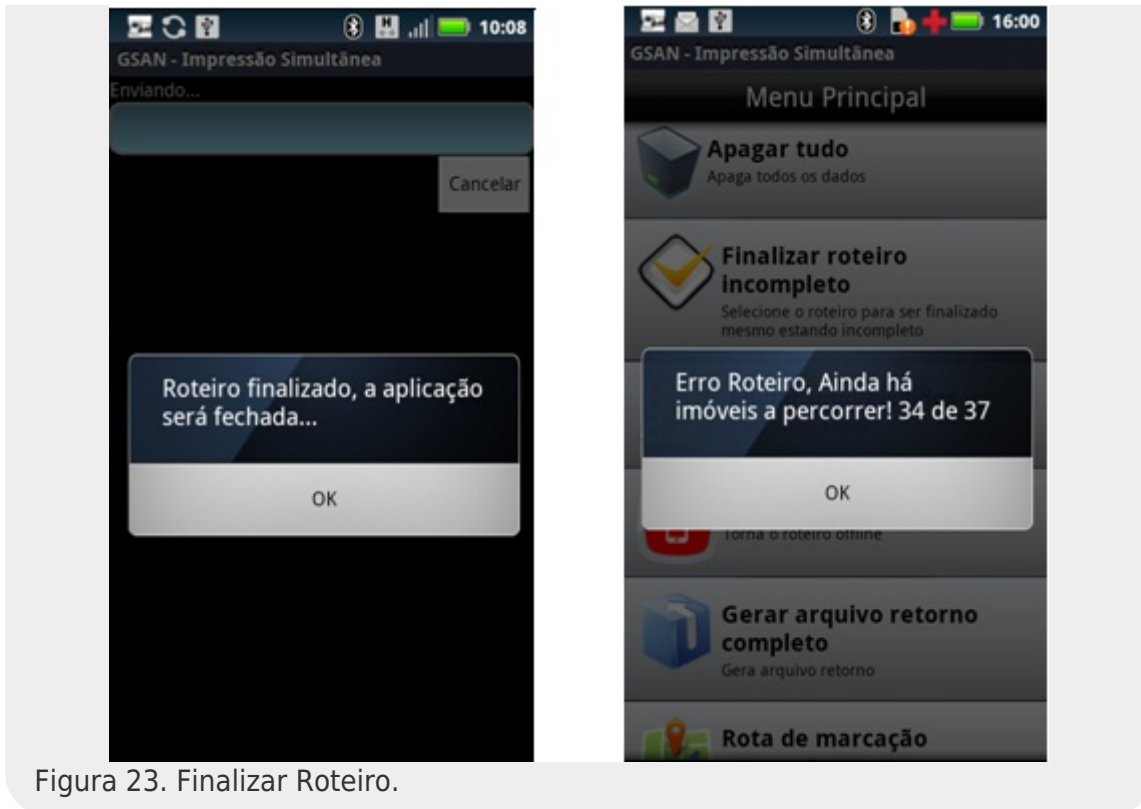 10:08
GSAN - Impressão Simultânea
Enviando...
Cancelar
Roteiro finalizado, a aplicação
será fechada...
OK
16:00
GSAN - Impressão Simultânea
Menu Principal
Apagar tudo
Apaga todos os dados
Finalizar roteiro
incompleto
Selecione o roteiro para ser finalizado
mesmo estando incompleto
Erro Roteiro, Ainda há
imóveis a percorrer! 34 de 37
OK
Torna o roteiro offline
Gerar arquivo retorno
completo
Gera arquivo retorno
Rota de marcação
Figura 23. Finalizar Roteiro.